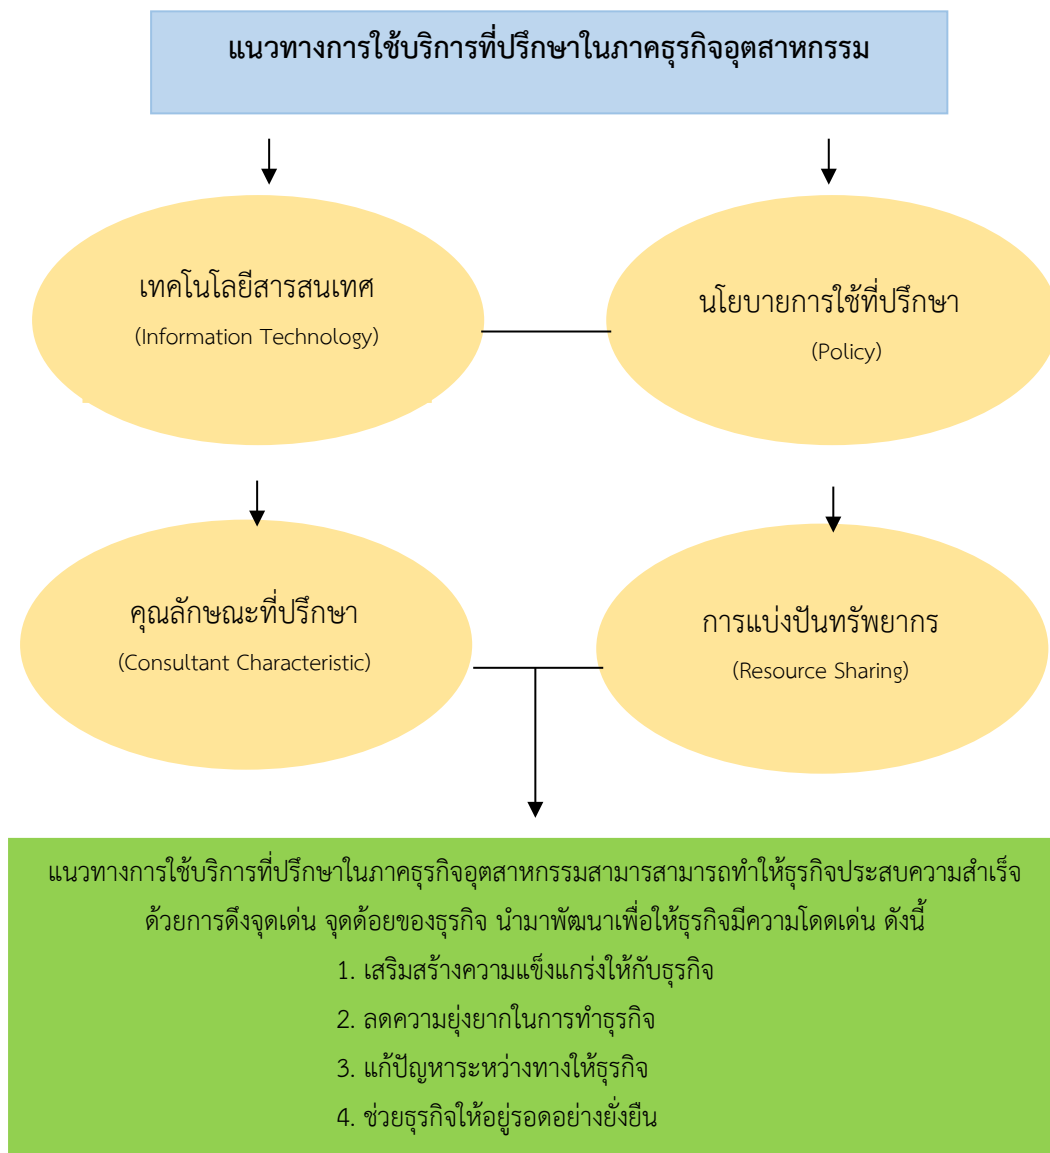 แนวทางการใช้บริการที่ปรึกษาในภาคธุรกิจอุตสาหกรรม
เทคโนโลยีสารสนเทศ
(Information Technology)
นโยบายการใช้ที่ปรึกษา
(Policy)
คุณลักษณะที่ปรึกษา
(Consultant Characteristic)
การแบ่งปันทรัพยากร
(Resource Sharing)
แนวทางการใช้บริการที่ปรึกษาในภาคธุรกิจอุตสาหกรรมสามารสามารถทำให้ธุรกิจประสบความสำเร็จ
ด้วยการดึงจุดเด่น จุดด้อยของธุรกิจ นำมาพัฒนาเพื่อให้ธุรกิจมีความโดดเด่น ดังนี้
1. เสริมสร้างความแข็งแกร่งให้กับธุรกิจ
2. ลดความยุ่งยากในการทำธุรกิจ
3. แก้ปัญหาระหว่างทางให้ธุรกิจ
4. ช่วยธุรกิจให้อยู่รอดอย่างยั่งยืน